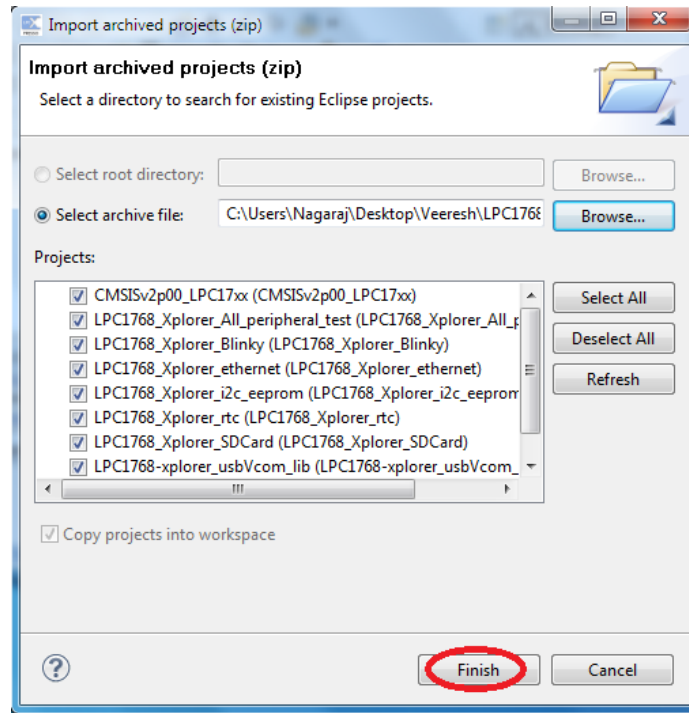 Import archived projects (zip)
Import archived projects (zip)
Select a directory to search for existing Eclipse projects.
Select root directory: Browse...
Select archive file: C:\Users\Nagaraj\Desktop\Veeresh\LPC1768 Browse...
Projects:
CMSISv2p00_LPC17xx (CMSISv2p00_LPC17xx) Select All
LPC1768_Xplorer_All_peripheral_test (LPC1768_Xplorer_All_p
LPC1768_Xplorer_Blinky (LPC1768_Xplorer_Blinky) Deselect All
LPC1768_Xplorer_ethernet (LPC1768_Xplorer_ethernet)
LPC1768_Xplorer_i2c_eeprom (LPC1768_Xplorer_i2c_eeprom Refresh
LPC1768_Xplorer_rtc (LPC1768_Xplorer_rtc)
LPC1768_Xplorer_SDCard (LPC1768_Xplorer_SDCard)
LPC1768-xplorer_usbVcom_lib (LPC1768-xplorer_usbVcom_
Copy projects into workspace
? Finish Cancel